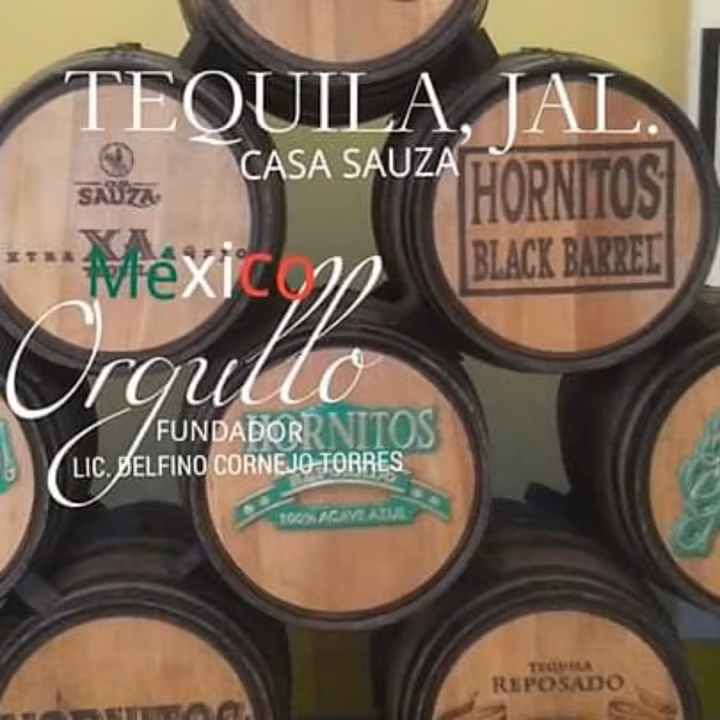 TEQUILA, JAL.
CASA SAUZA
SAUZA
XA
HORNITOS
BLACK BARREL
México
Orgullo
FUNDADOR
LIC. DELFINO CORNEJO TORRES
HORNITOS
100% AGAVE AZUL
HORNITOS
TEQUILA
REPOSADO